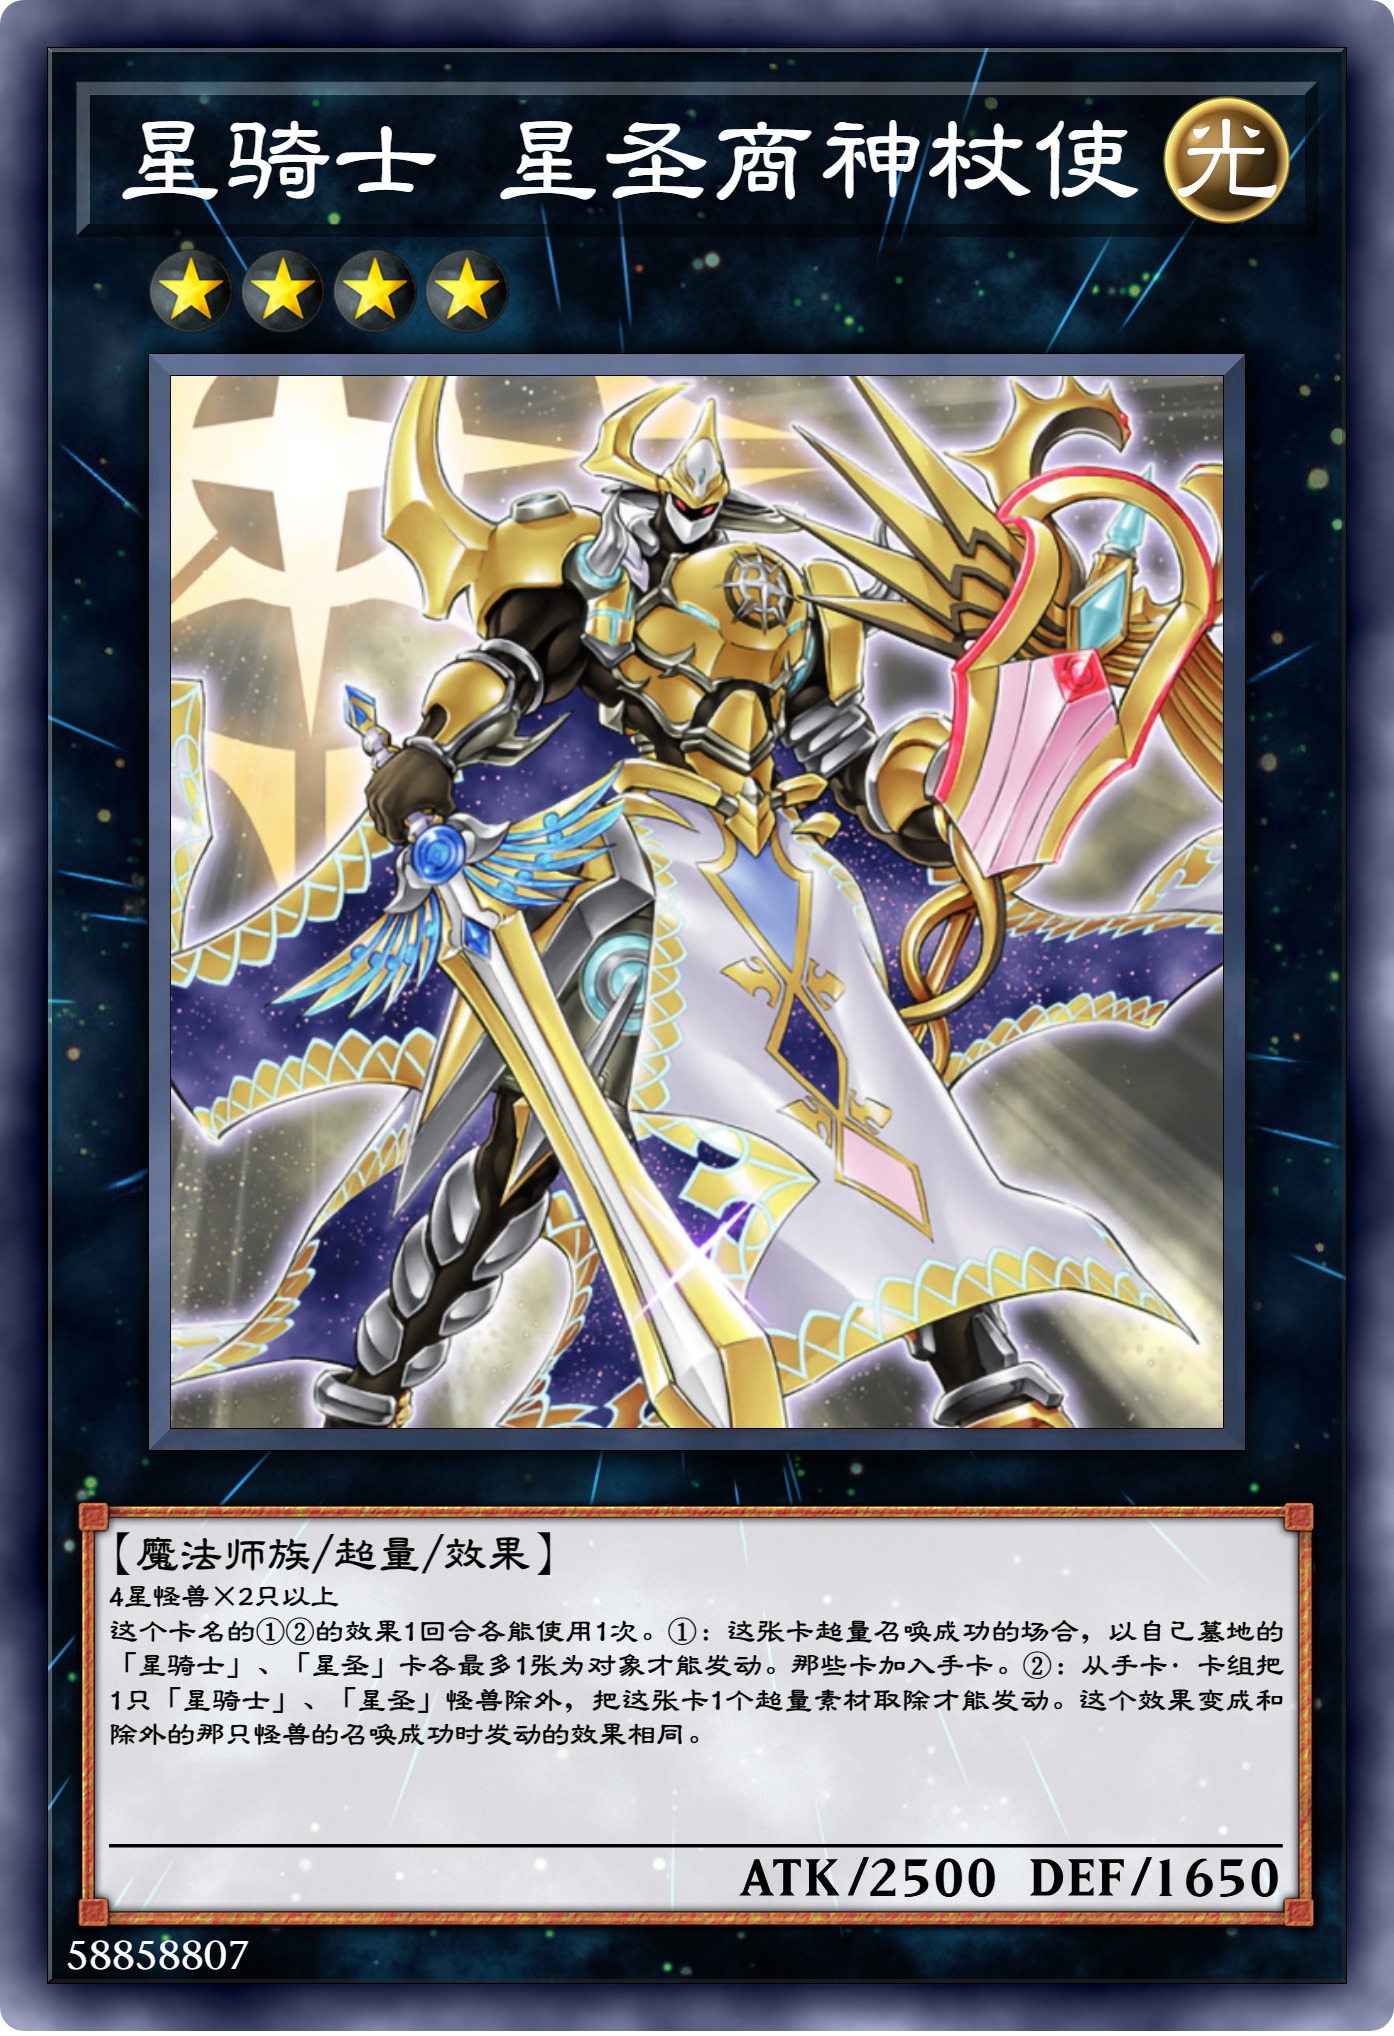 星骑士 星圣商神杖使 光
【魔法师族/超量/效果】
4星怪兽×2只以上
这个卡名的①②的效果1回合各能使用1次。①：这张卡超量召唤成功的场合，以自己墓地的
「星骑士」、「星圣」卡各最多1张为对象才能发动。那些卡加入手卡。②：从手卡·卡组把
1只「星骑士」、「星圣」怪兽除外，把这张卡1个超量素材取除才能发动。这个效果变成和
除外的那只怪兽的召唤成功时发动的效果相同。
ATK/2500 DEF/1650
58858807